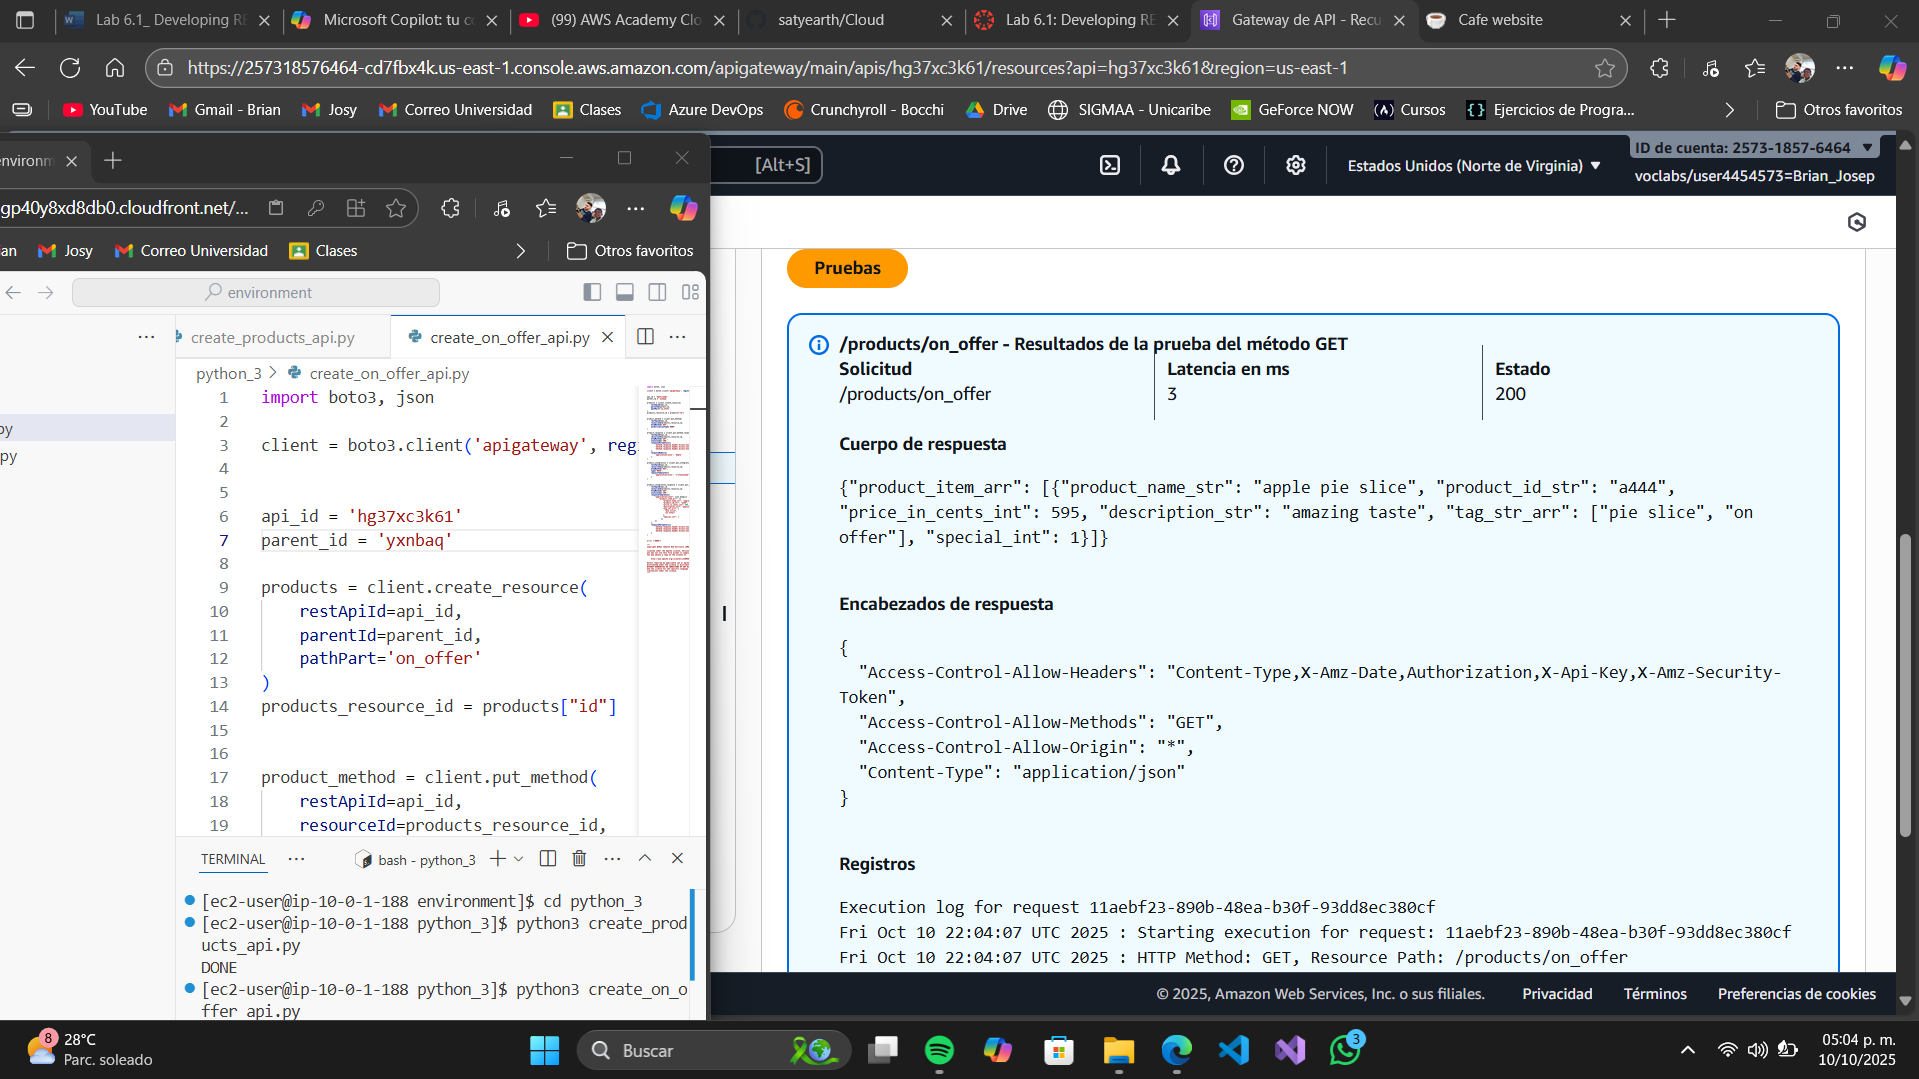 Lab 6.1_ Developing RE
Microsoft Copilot: tu c
(99) AWS Academy Clo
satyearth/Cloud
Lab 6.1: Developing RE
Gateway de API - Recu
Cafe website
https://257318576464-cd7fbx4k.us-east-1.console.aws.amazon.com/apigateway/main/apis/hg37xc3k61/resources?api=hg37xc3k61&region=us-east-1
YouTube
Gmail - Brian
Josy
Correo Universidad
Clases
Azure DevOps
Crunchyroll - Bocchi
Drive
SIGMAA - Unicaribe
GeForce NOW
Cursos
Ejercicios de Progra...
Otros favoritos
environm
[Alt+S]
Estados Unidos (Norte de Virginia)
ID de cuenta: 2573-1857-6464
voclabs/user4454573=Brian_Josep
gp40y8xd8db0.cloudfront.net/...
an
Josy
Correo Universidad
Clases
Otros favoritos
environment
create_products_api.py
create_on_offer_api.py
python_3 > create_on_offer_api.py
py
py
1 import boto3, json
2
3 client = boto3.client('apigateway', reg
4
5
6 api_id = 'hg37xc3k61'
7 parent_id = 'yxnbaq'
8
9 products = client.create_resource(
10 restApiId=api_id,
11 parentId=parent_id,
12 pathPart='on_offer'
13 )
14 products_resource_id = products["id"]
15
16
17 product_method = client.put_method(
18 restApiId=api_id,
19 resourceId=products_resource_id,
TERMINAL
bash - python_3
[ec2-user@ip-10-0-1-188 environment]$ cd python_3
[ec2-user@ip-10-0-1-188 python_3]$ python3 create_prod
ucts_api.py
DONE
[ec2-user@ip-10-0-1-188 python_3]$ python3 create_on_o
ffer_api.py
Pruebas
/products/on_offer - Resultados de la prueba del método GET
Solicitud
/products/on_offer
Latencia en ms
3
Estado
200
Cuerpo de respuesta
{"product_item_arr": [{"product_name_str": "apple pie slice", "product_id_str": "a444",
"price_in_cents_int": 595, "description_str": "amazing taste", "tag_str_arr": ["pie slice", "on
offer"], "special_int": 1}]}
Encabezados de respuesta
{
"Access-Control-Allow-Headers": "Content-Type,X-Amz-Date,Authorization,X-Api-Key,X-Amz-Security-
Token",
"Access-Control-Allow-Methods": "GET",
"Access-Control-Allow-Origin": "*",
"Content-Type": "application/json"
}
Registros
Execution log for request 11aebf23-890b-48ea-b30f-93dd8ec380cf
Fri Oct 10 22:04:07 UTC 2025 : Starting execution for request: 11aebf23-890b-48ea-b30f-93dd8ec380cf
Fri Oct 10 22:04:07 UTC 2025 : HTTP Method: GET, Resource Path: /products/on_offer
© 2025, Amazon Web Services, Inc. o sus filiales.
Privacidad
Términos
Preferencias de cookies
8
28°C
Parc. soleado
Buscar
3
05:04 p. m.
10/10/2025